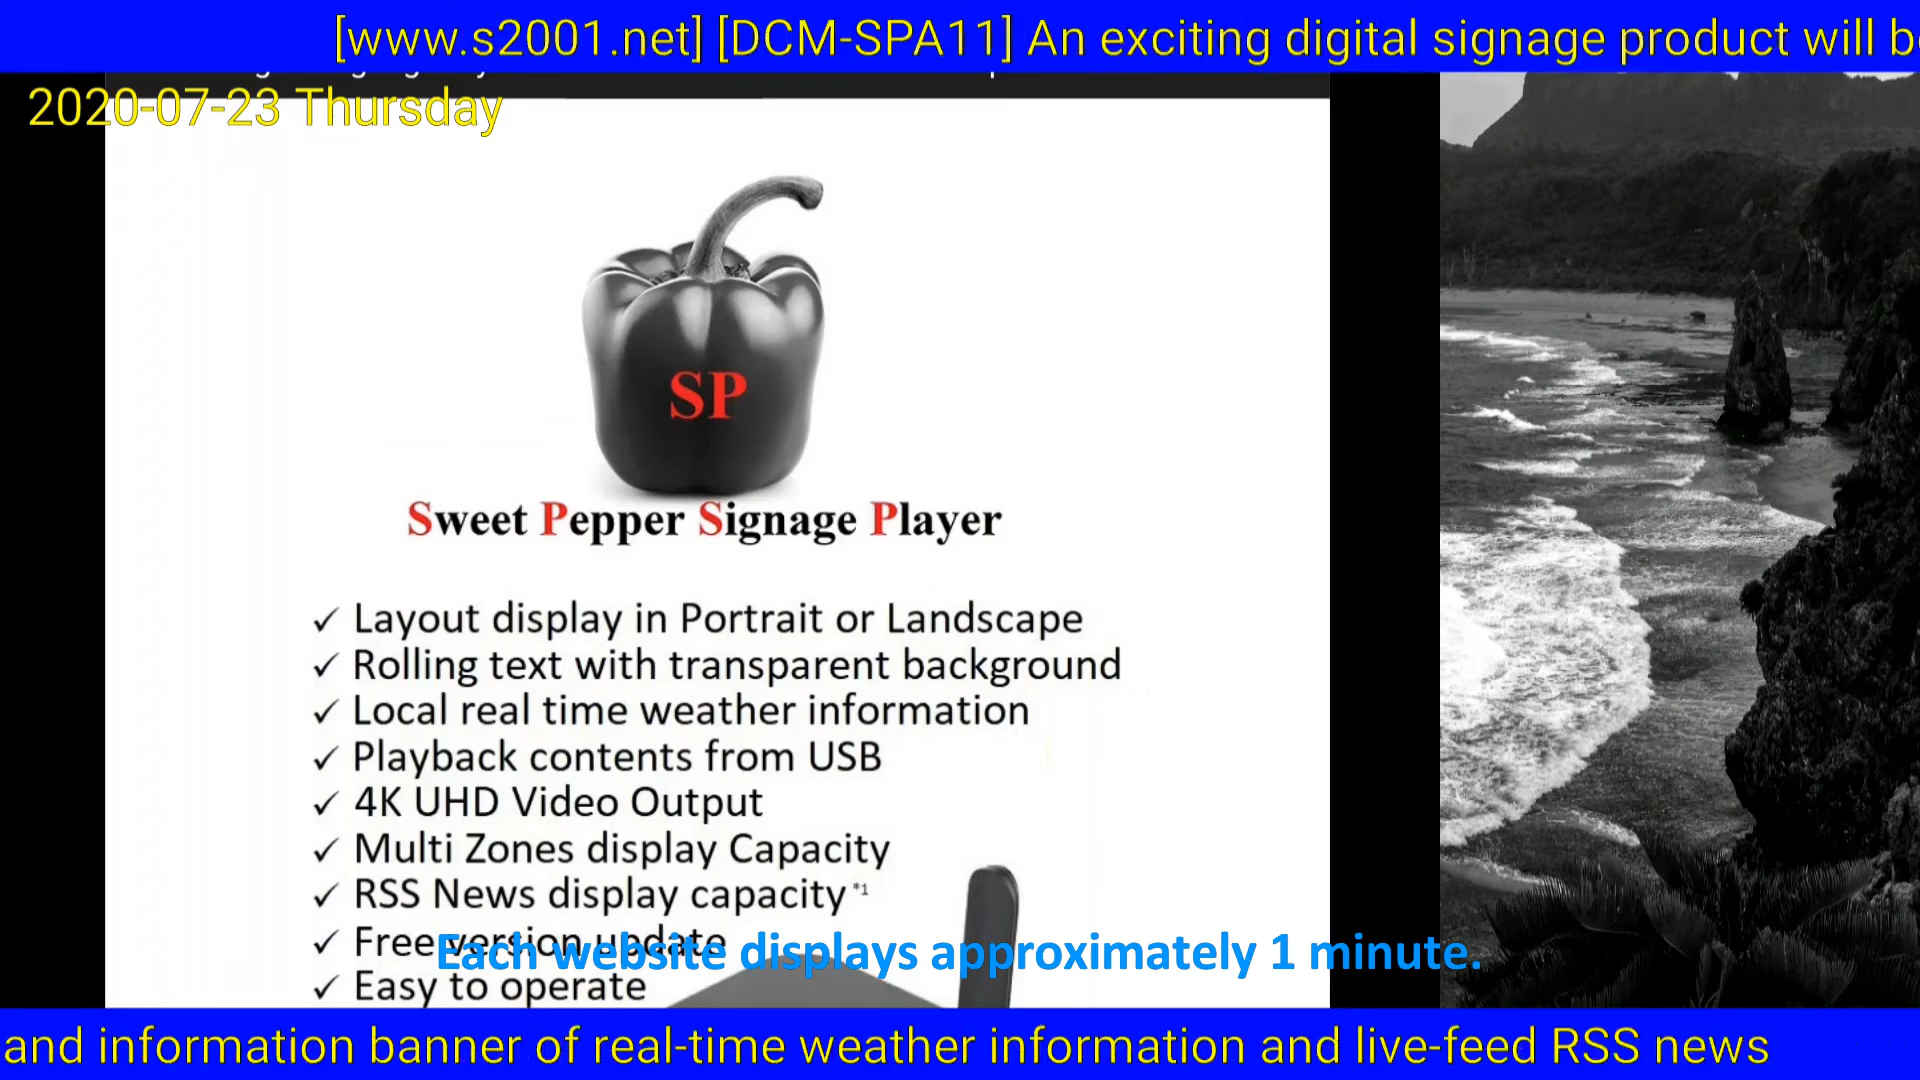 [www.s2001.net] [DCM-SPA11] An exciting digital signage product will b
2020-07-23 Thursday
SP
Sweet Pepper Signage Player
✓ Layout display in Portrait or Landscape
✓ Rolling text with transparent background
✓ Local real time weather information
✓ Playback contents from USB
✓ 4K UHD Video Output
✓ Multi Zones display Capacity
✓ RSS News display capacity *1
✓ Free version update
Each website displays approximately 1 minute.
✓ Easy to operate
and information banner of real-time weather information and live-feed RSS news